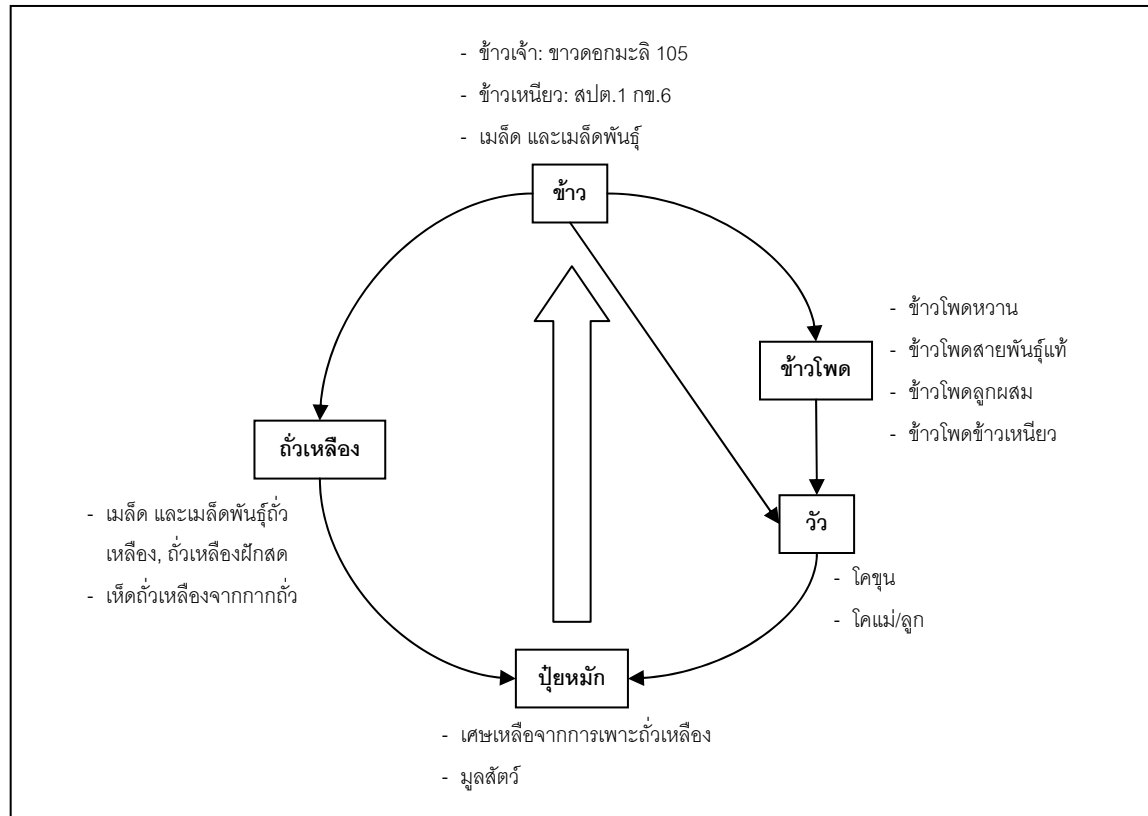 - ข้าวเจ้า: ขาวดอกมะลิ 105
- ข้าวเหนียว: สปต.1 กข.6
- เมล็ด และเมล็ดพันธุ์
ข้าว
- ข้าวโพดหวาน
- ข้าวโพดสายพันธุ์แท้
- ข้าวโพดลูกผสม
- ข้าวโพดข้าวเหนียว
ข้าวโพด
ถั่วเหลือง
- เมล็ด และเมล็ดพันธุ์ถั่ว
เหลือง, ถั่วเหลืองฝักสด
- เห็ดถั่วเหลืองจากกากถั่ว
วัว
- โคขุน
- โคแม่/ลูก
ปุ๋ยหมัก
- เศษเหลือจากการเพาะถั่วเหลือง
- มูลสัตว์